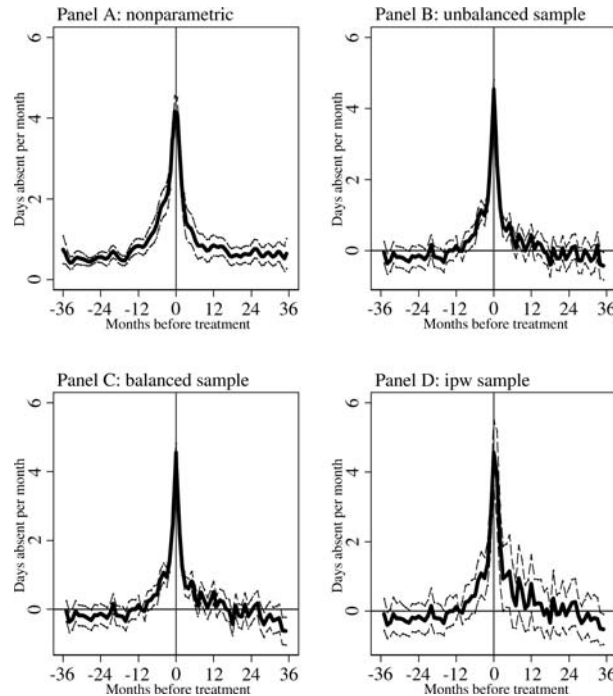 Panel A: nonparametric
Days absent per month
6
4
2
0
-36 -24 -12 0 12 24 36
Months before treatment
Panel B: unbalanced sample
Days absent per month
6
4
2
0
-36 -24 -12 0 12 24 36
Months before treatment
Panel C: balanced sample
Days absent per month
6
4
2
0
-36 -24 -12 0 12 24 36
Months before treatment
Panel D: ipw sample
Days absent per month
6
4
2
0
-36 -24 -12 0 12 24 36
Months before treatment